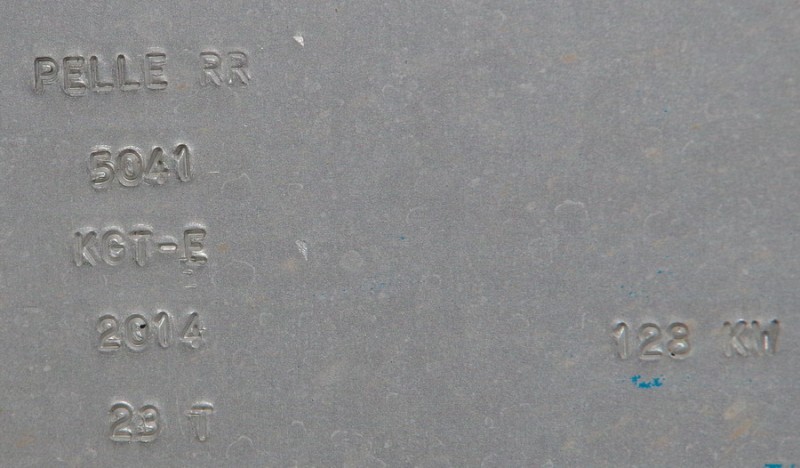 PELLE RR
5041
KGT-E
2014
23 T
128 KW